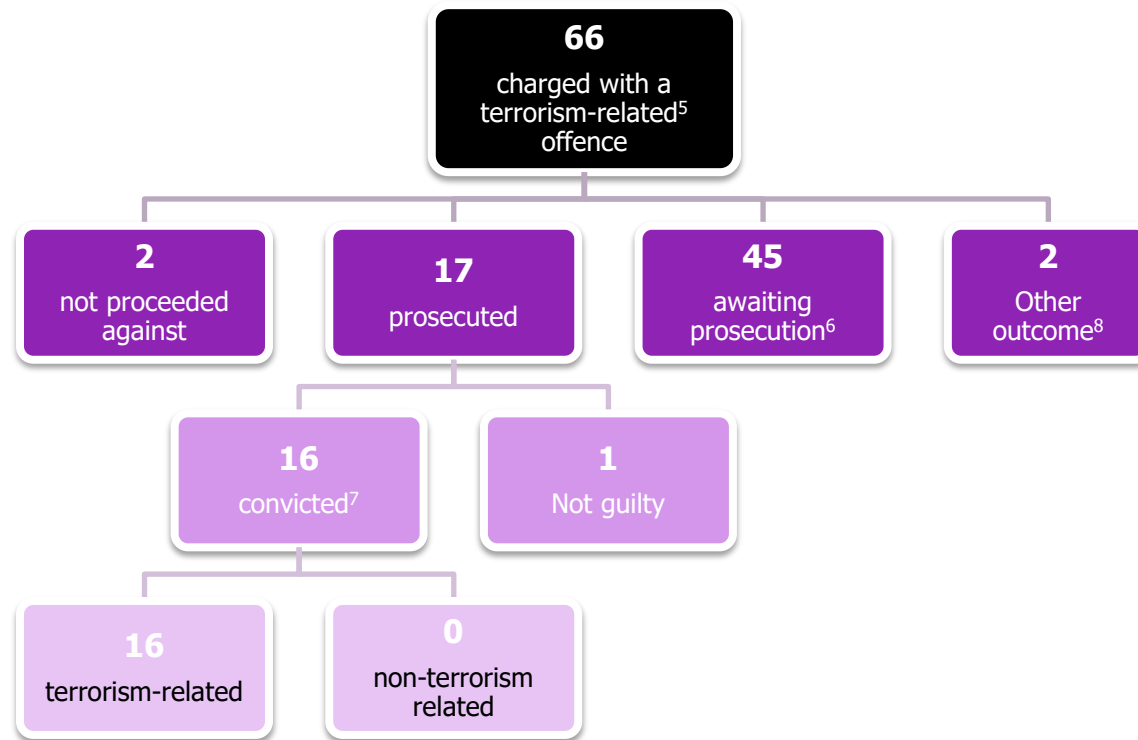 66
charged with a
terrorism-related⁵
offence
2
not proceeded
against
17
prosecuted
45
awaiting
prosecution⁶
2
Other
outcome⁸
16
convicted⁷
1
Not guilty
16
terrorism-related
0
non-terrorism
related